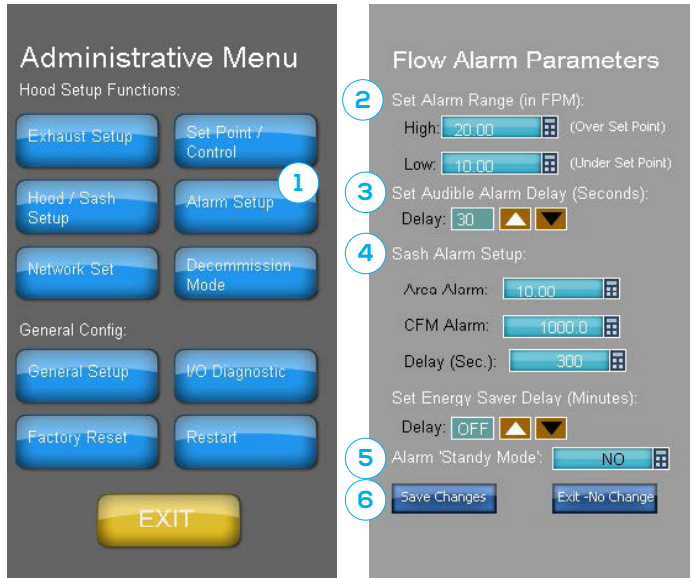 Administrative Menu
Hood Setup Functions:
Exhaust Setup
Set Point /
Control
1
Hood / Sash
Setup
Alarm Setup
Network Set
Decommission
Mode
General Config:
General Setup
I/O Diagnostic
Factory Reset
Restart
EXIT
Flow Alarm Parameters
2
Set Alarm Range (in FPM):
High: 20.00 (Over Set Point)
Low: 10.00 (Under Set Point)
3
Set Audible Alarm Delay (Seconds):
Delay: 30
4
Sash Alarm Setup:
Area Alarm: 10.00
CFM Alarm: 1000.0
Delay (Sec.): 300
Set Energy Saver Delay (Minutes):
Delay: OFF
5
Alarm 'Standy Mode': NO
6
Save Changes Exit -No Change